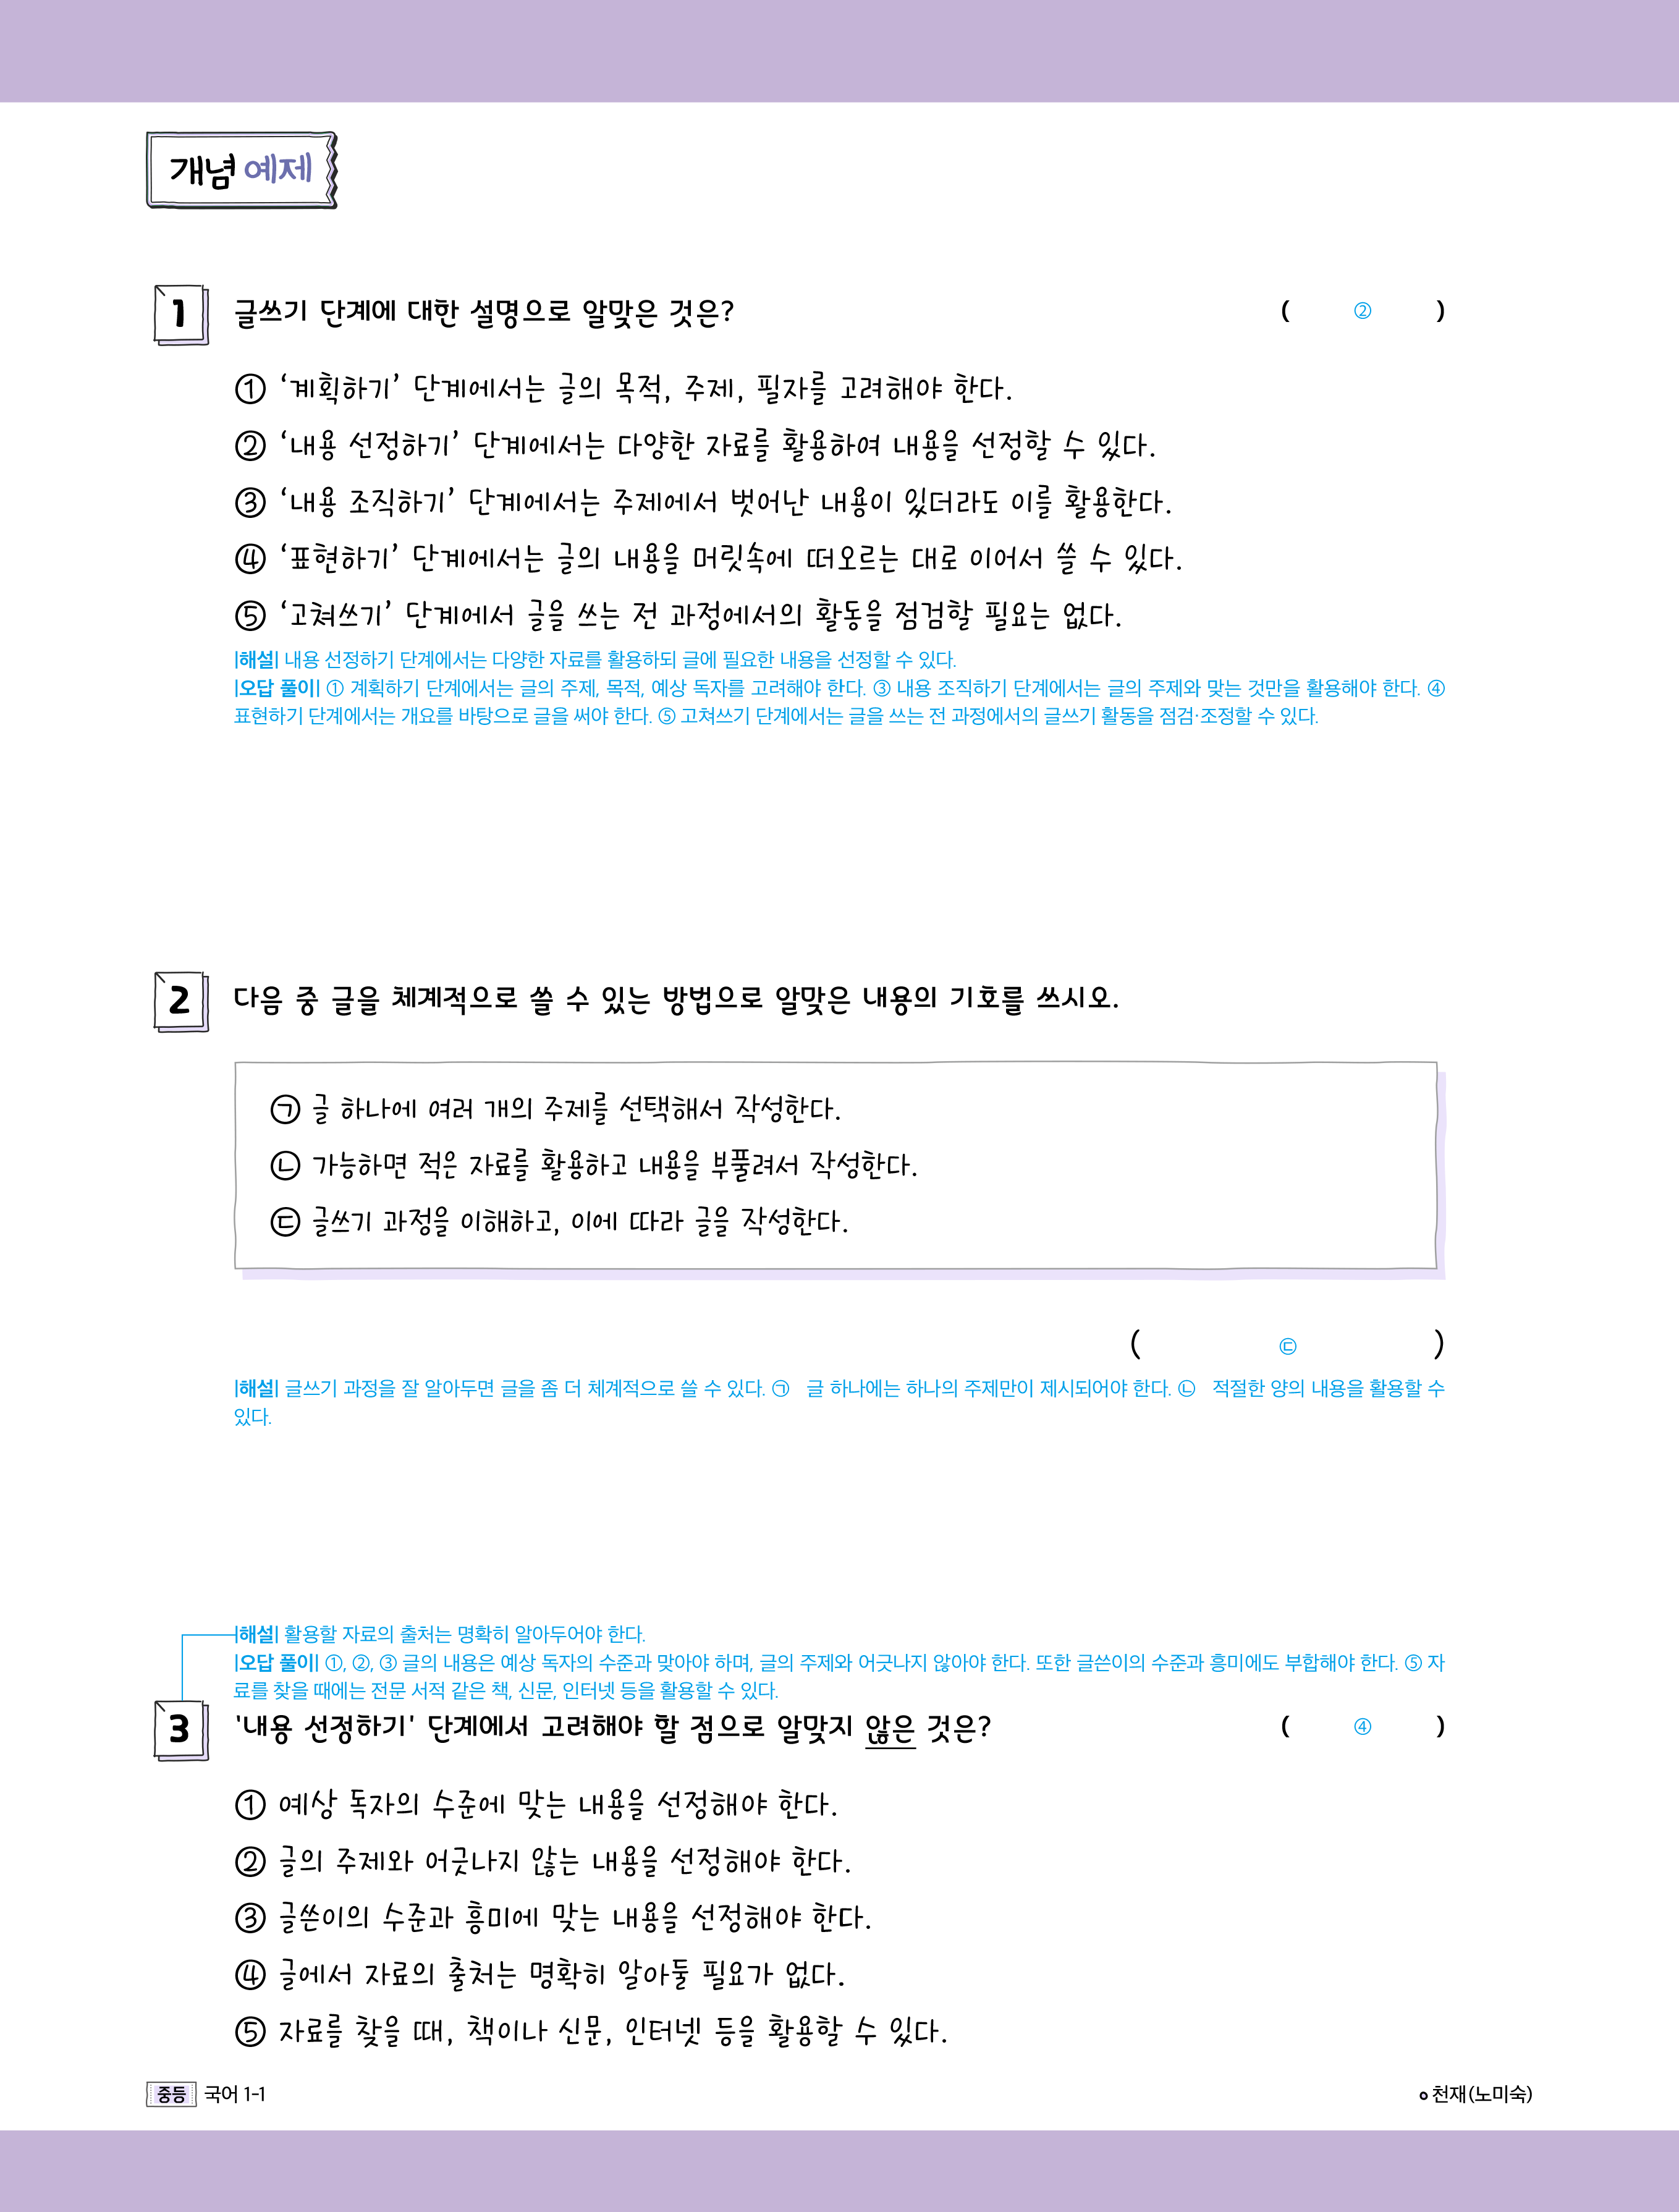 개념 예제
1 글쓰기 단계에 대한 설명으로 알맞은 것은? ( ② )
① ‘계획하기’ 단계에서는 글의 목적, 주제, 필자를 고려해야 한다.
② ‘내용 선정하기’ 단계에서는 다양한 자료를 활용하여 내용을 선정할 수 있다.
③ ‘내용 조직하기’ 단계에서는 주제에서 벗어난 내용이 있더라도 이를 활용한다.
④ ‘표현하기’ 단계에서는 글의 내용을 머릿속에 떠오르는 대로 이어서 쓸 수 있다.
⑤ ‘고쳐쓰기’ 단계에서 글을 쓰는 전 과정에서의 활동을 점검할 필요는 없다.
|해설| 내용 선정하기 단계에서는 다양한 자료를 활용하되 글에 필요한 내용을 선정할 수 있다.
|오답 풀이| ① 계획하기 단계에서는 글의 주제, 목적, 예상 독자를 고려해야 한다. ③ 내용 조직하기 단계에서는 글의 주제와 맞는 것만을 활용해야 한다. ④
표현하기 단계에서는 개요를 바탕으로 글을 써야 한다. ⑤ 고쳐쓰기 단계에서는 글을 쓰는 전 과정에서의 글쓰기 활동을 점검·조정할 수 있다.
2 다음 중 글을 체계적으로 쓸 수 있는 방법으로 알맞은 내용의 기호를 쓰시오.
㉠ 글 하나에 여러 개의 주제를 선택해서 작성한다.
㉡ 가능하면 적은 자료를 활용하고 내용을 부풀려서 작성한다.
㉢ 글쓰기 과정을 이해하고, 이에 따라 글을 작성한다.
( ㉢ )
|해설| 글쓰기 과정을 잘 알아두면 글을 좀 더 체계적으로 쓸 수 있다. ㉠ 글 하나에는 하나의 주제만이 제시되어야 한다. ㉡ 적절한 양의 내용을 활용할 수
있다.
|해설| 활용할 자료의 출처는 명확히 알아두어야 한다.
|오답 풀이| ①, ②, ③ 글의 내용은 예상 독자의 수준과 맞아야 하며, 글의 주제와 어긋나지 않아야 한다. 또한 글쓴이의 수준과 흥미에도 부합해야 한다. ⑤ 자
료를 찾을 때에는 전문 서적 같은 책, 신문, 인터넷 등을 활용할 수 있다.
3 '내용 선정하기' 단계에서 고려해야 할 점으로 알맞지 않은 것은? ( ④ )
① 예상 독자의 수준에 맞는 내용을 선정해야 한다.
② 글의 주제와 어긋나지 않는 내용을 선정해야 한다.
③ 글쓴이의 수준과 흥미에 맞는 내용을 선정해야 한다.
④ 글에서 자료의 출처는 명확히 알아둘 필요가 없다.
⑤ 자료를 찾을 때, 책이나 신문, 인터넷 등을 활용할 수 있다.
중등 국어 1-1
천재(노미숙)